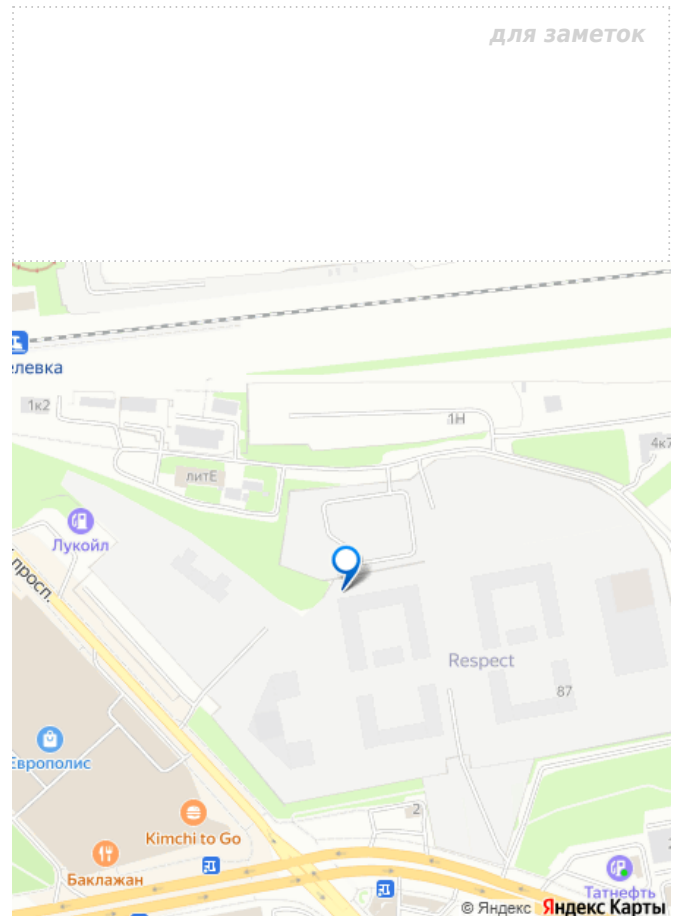 для заметок
левка
1к2
1Н
4к7
литЕ
Лукойл
просп.
Respect
87
Европолис
Kimchi to Go
2
Баклажан
Татнефть
© Яндекс Яндекс Карты